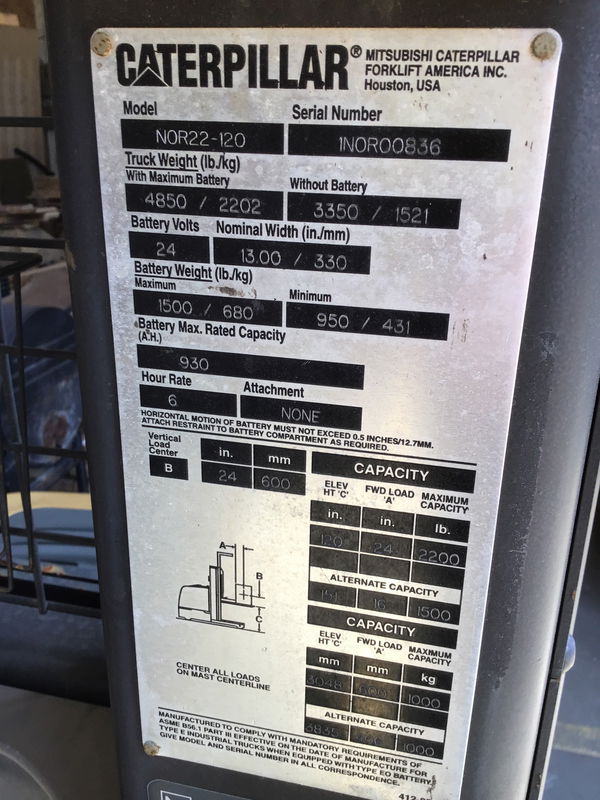 CATERPILLAR®
MITSUBISHI CATERPILLAR
FORKLIFT AMERICA INC.
Houston, USA
Model Serial Number
NOR22-120 1NOR00836
Truck Weight (lb./kg)
With Maximum Battery Without Battery
4850 / 2202 3350 / 1521
Battery Volts Nominal Width (in./mm)
24 13.00 / 330
Battery Weight (lb./kg)
Maximum Minimum
1500 / 680 950 / 431
Battery Max. Rated Capacity
(A.H.)
930
Hour Rate Attachment
6 NONE
HORIZONTAL MOTION OF BATTERY MUST NOT EXCEED 0.5 INCHES/12.7MM.
ATTACH RESTRAINT TO BATTERY COMPARTMENT AS REQUIRED.
Vertical
Load
Center
B
in. mm
24 600
CAPACITY
ELEV HT 'C' FWD LOAD 'A' MAXIMUM CAPACITY
in. in. lb.
120 24 2200
ALTERNATE CAPACITY
151 16 1500
CAPACITY
ELEV HT 'C' FWD LOAD 'A' MAXIMUM CAPACITY
mm mm kg
3048 600 1000
ALTERNATE CAPACITY
3835 1000
A
B
C
CENTER ALL LOADS
ON MAST CENTERLINE
MANUFACTURED TO COMPLY WITH MANDATORY REQUIREMENTS OF
ASME B56.1 PART III EFFECTIVE ON THE DATE OF MANUFACTURE FOR
TYPE E INDUSTRIAL TRUCKS WHEN EQUIPPED WITH TYPE EO BATTERY.
GIVE MODEL AND SERIAL NUMBER IN ALL CORRESPONDENCE.